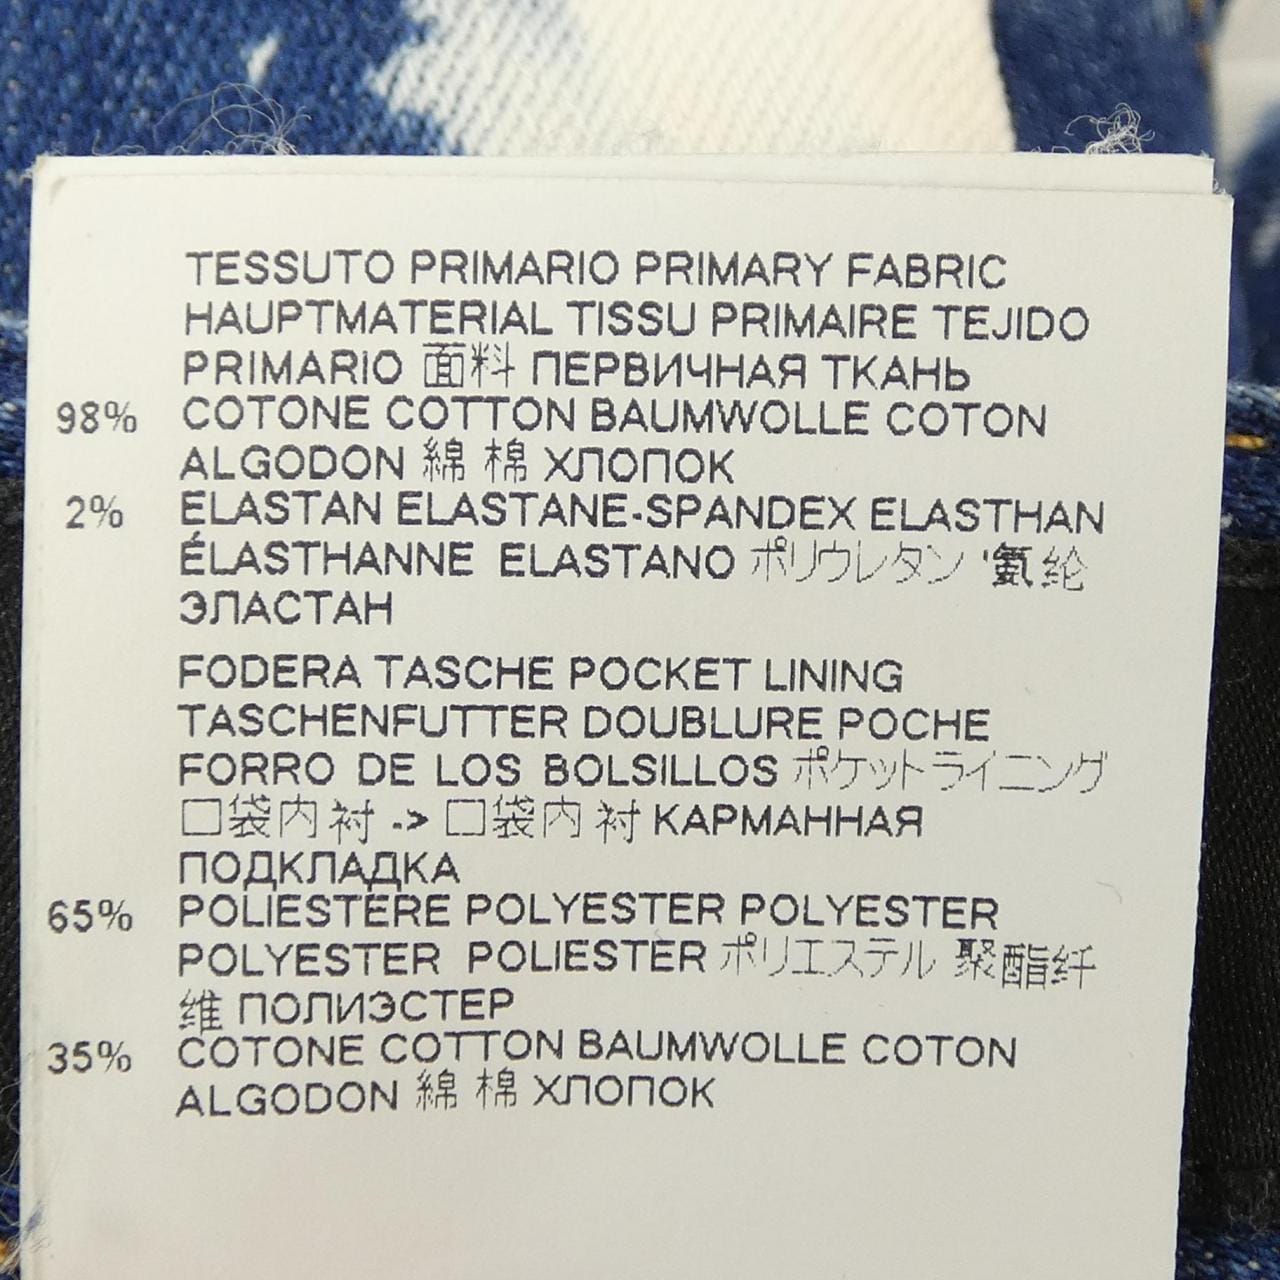 TESSUTO PRIMARIO PRIMARY FABRIC
HAUPTMATERIAL TISSU PRIMAIRE TEJIDO
PRIMARIO 面料 ПЕРВИЧНАЯ ТКАНЬ
98% COTONE COTTON BAUMWOLLE COTON
ALGODON 綿 棉 ХЛОПОК
2% ELASTAN ELASTANE-SPANDEX ELASTHAN
ÉLASTHANNE ELASTANO ポリウレタン '氨纶
ЭЛАСТАН
FODERA TASCHE POCKET LINING
TASCHENFUTTER DOUBLURE POCHE
FORRO DE LOS BOLSILLOS ポケットライニング
口袋内衬 -> 口袋内衬 КАРМАННАЯ
ПОДКЛАДКА
65% POLIESTERE POLYESTER POLYESTER
POLYESTER POLIESTER ポリエステル 聚酯纤
维 ПОЛИЭСТЕР
35% COTONE COTTON BAUMWOLLE COTON
ALGODON 綿 棉 ХЛОПОК